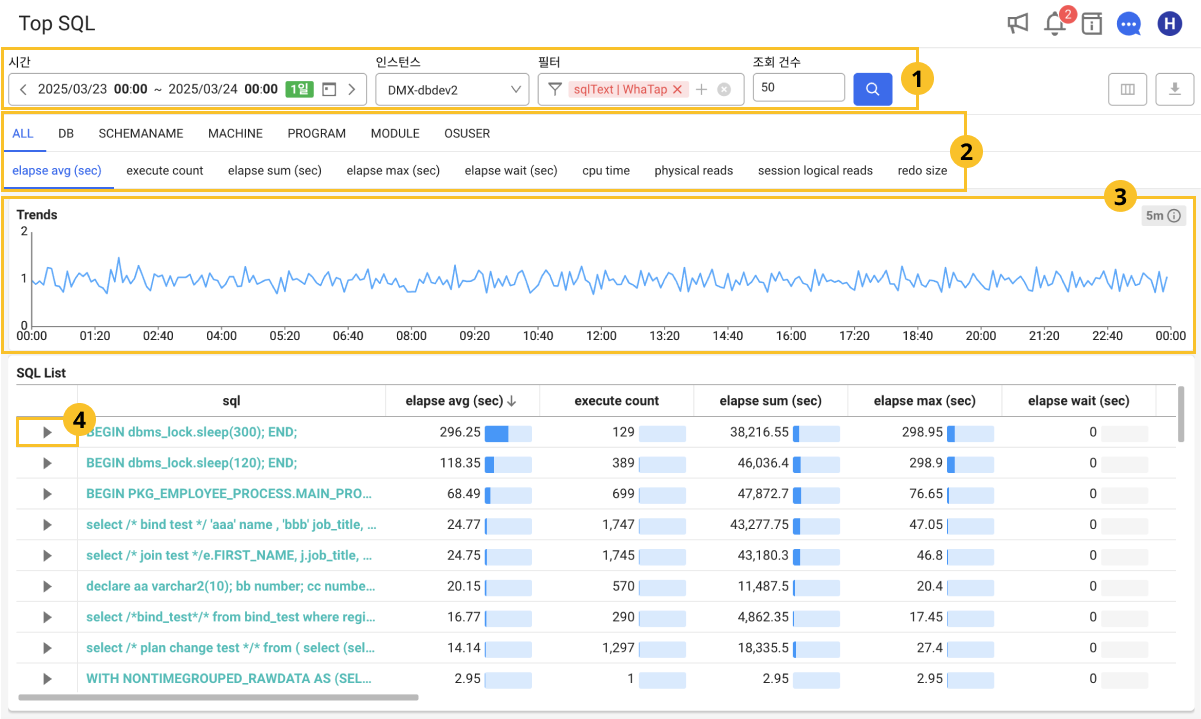 Top SQL
2
H
시간
인스턴스
필터
조회 건수
2025/03/23 00:00 ~ 2025/03/24 00:00 1일
DMX-dbdev2
sqlText | WhaTap
50
1
ALL DB SCHEMANAME MACHINE PROGRAM MODULE OSUSER
2
elapse avg (sec) execute count elapse sum (sec) elapse max (sec) elapse wait (sec) cpu time physical reads session logical reads redo size
3
Trends
5m
2
1
0
00:00 01:20 02:40 04:00 05:20 06:40 08:00 09:20 10:40 12:00 13:20 14:40 16:00 17:20 18:40 20:00 21:20 22:40 00:00
SQL List
sql elapse avg (sec) execute count elapse sum (sec) elapse max (sec) elapse wait (sec)
4
BEGIN dbms_lock.sleep(300); END; 296.25 129 38,216.55 298.95 0
BEGIN dbms_lock.sleep(120); END; 118.35 389 46,036.4 298.9 0
BEGIN PKG_EMPLOYEE_PROCESS.MAIN_PRO... 68.49 699 47,872.7 76.65 0
select /* bind test */ 'aaa' name , 'bbb' job_title, ... 24.77 1,747 43,277.75 47.05 0
select /* join test */e.FIRST_NAME, j.job_title, ... 24.75 1,745 43,180.3 46.8 0
declare aa varchar2(10); bb number; cc numbe... 20.15 570 11,487.5 20.4 0
select /*bind_test*/* from bind_test where regi... 16.77 290 4,862.35 17.45 0
select /* plan change test */* from ( select (sel... 14.14 1,297 18,335.5 27.4 0
WITH NONTIMEGROUPED_RAWDATA AS (SEL... 2.95 1 2.95 2.95 0